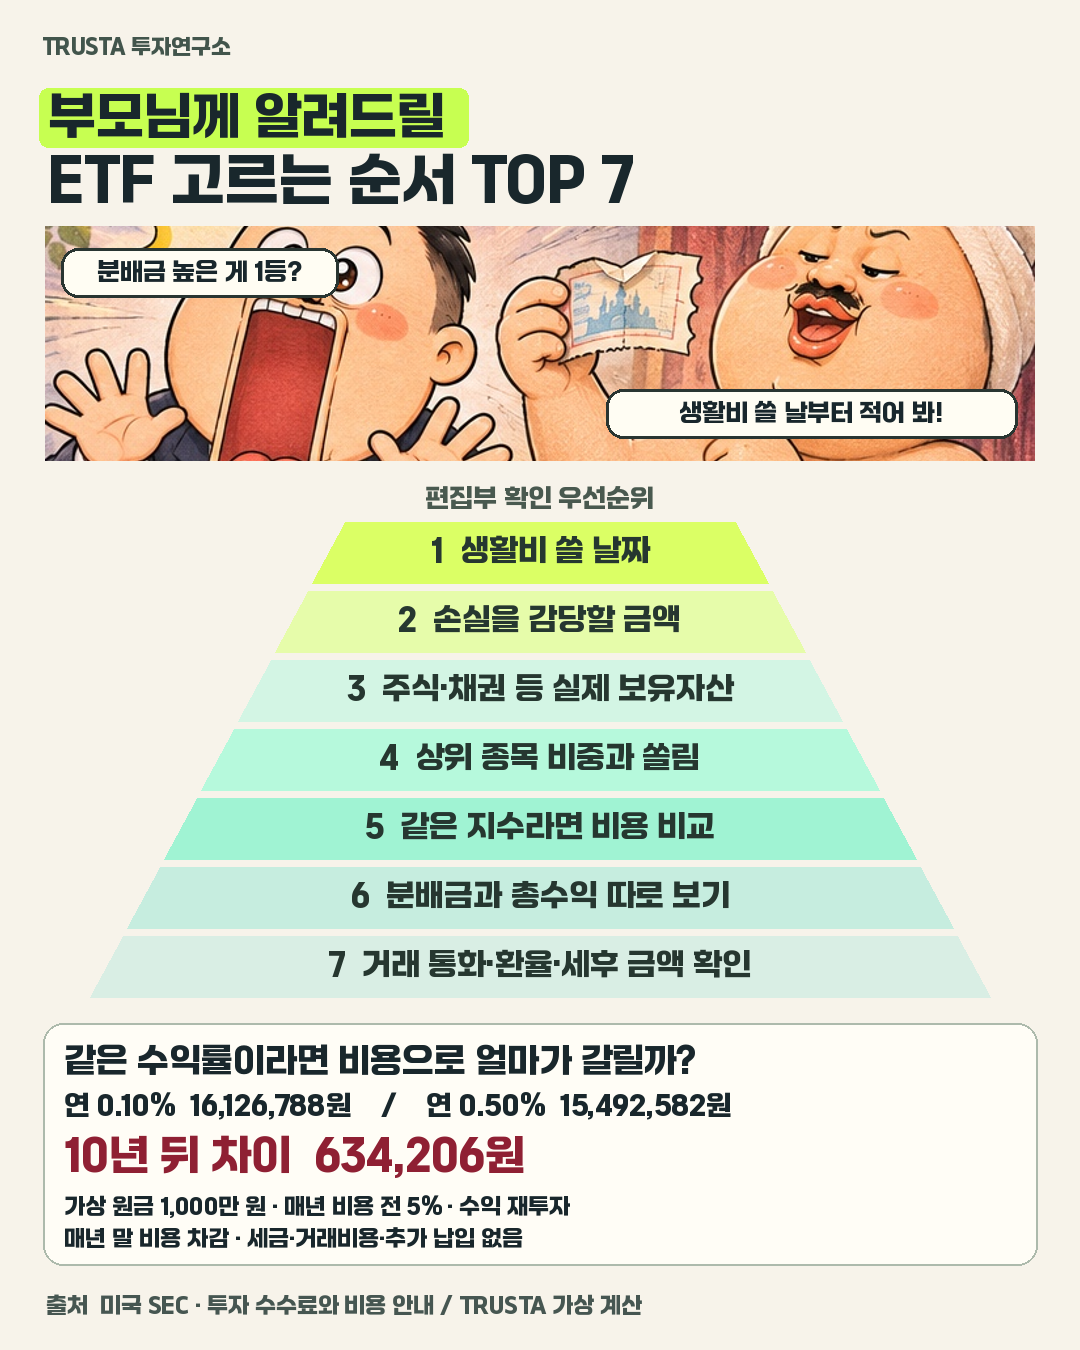 TRUSTA 투자연구소
부모님께 알려드릴
ETF 고르는 순서 TOP 7
분배금 높은 게 1등?
생활비 쓸 날부터 적어 봐!
편집부 확인 우선순위
1 생활비 쓸 날짜
2 손실을 감당할 금액
3 주식·채권 등 실제 보유자산
4 상위 종목 비중과 쏠림
5 같은 지수라면 비용 비교
6 분배금과 총수익 따로 보기
7 거래 통화·환율·세후 금액 확인
같은 수익률이라면 비용으로 얼마가 갈릴까?
연 0.10% 16,126,788원 / 연 0.50% 15,492,582원
10년 뒤 차이 634,206원
가상 원금 1,000만 원 · 매년 비용 전 5% · 수익 재투자
매년 말 비용 차감 · 세금·거래비용·추가 납입 없음
출처 미국 SEC · 투자 수수료와 비용 안내 / TRUSTA 가상 계산